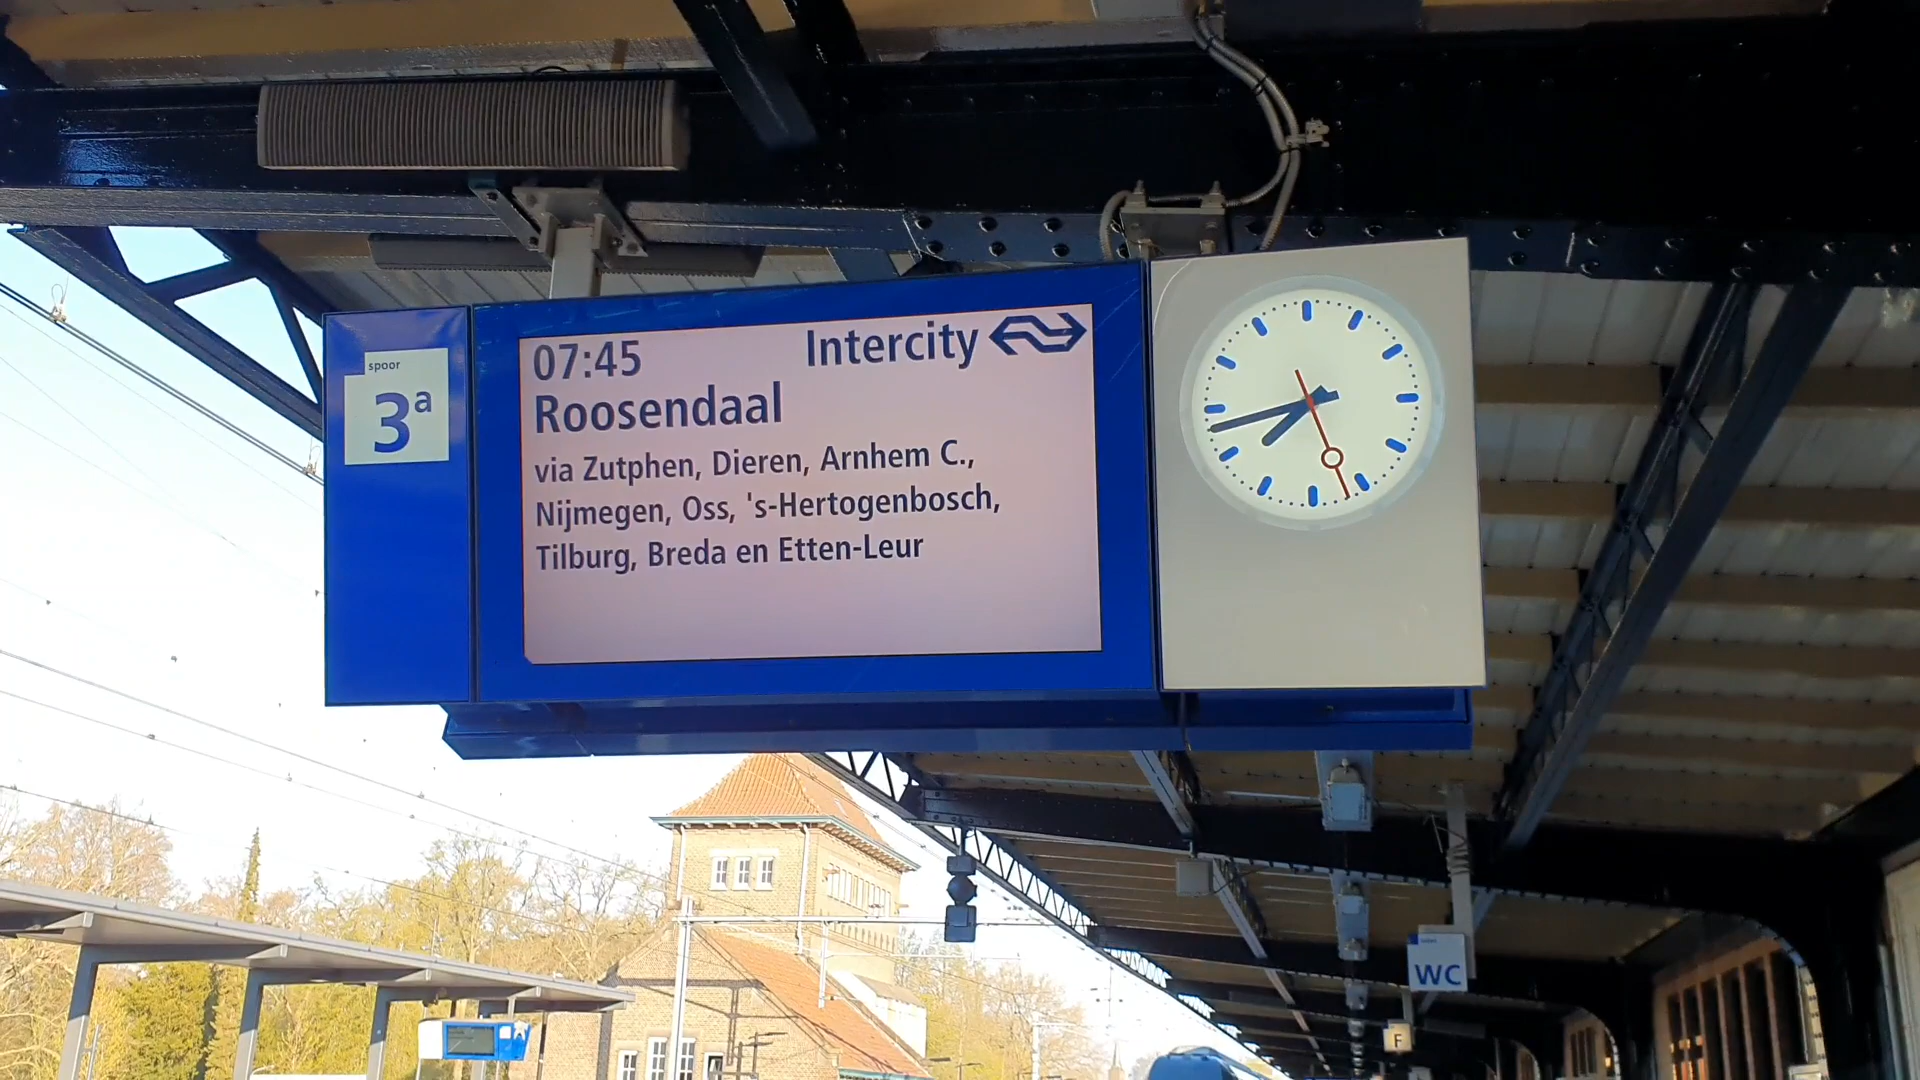 spoor
3a
07:45 Intercity
Roosendaal
via Zutphen, Dieren, Arnhem C.,
Nijmegen, Oss, 's-Hertogenbosch,
Tilburg, Breda en Etten-Leur
WC
F